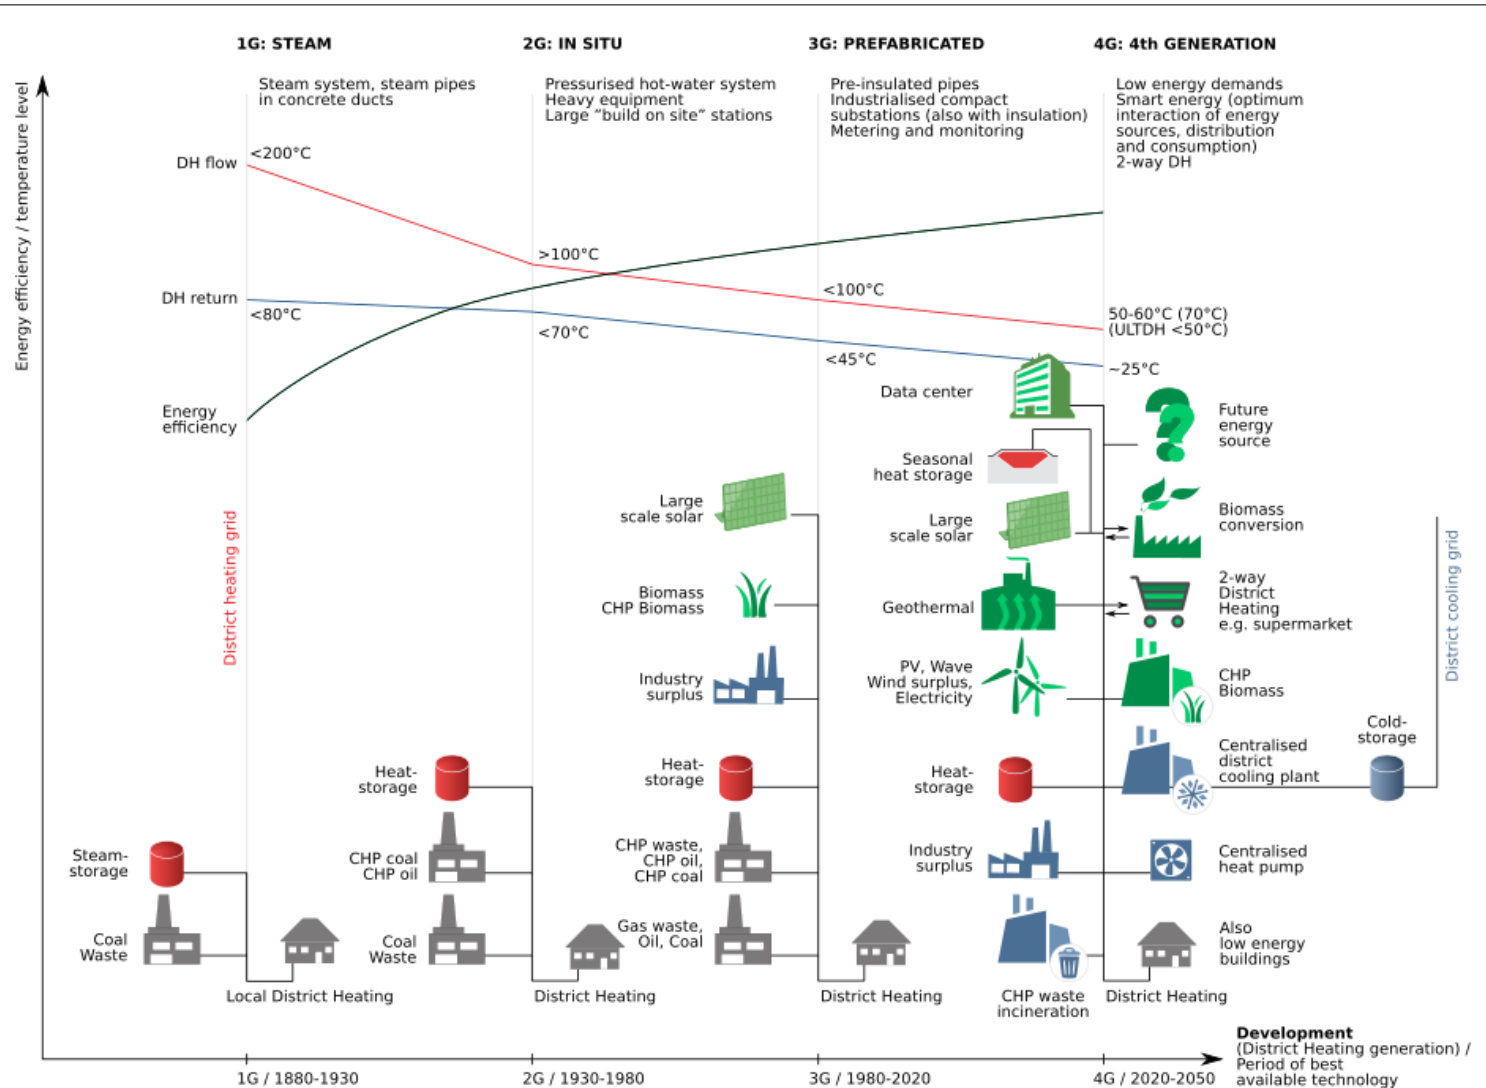 1G: STEAM
2G: IN SITU
3G: PREFABRICATED
4G: 4th GENERATION
Steam system, steam pipes
in concrete ducts
Pressurised hot-water system
Heavy equipment
Large “build on site” stations
Pre-insulated pipes
Industrialised compact
substations (also with insulation)
Metering and monitoring
Low energy demands
Smart energy (optimum
interaction of energy
sources, distribution
and consumption)
2-way DH
Energy efficiency / temperature level
DH flow
<200°C
>100°C
<100°C
50-60°C (70°C)
(ULTDH <50°C)
DH return
<80°C
<70°C
<45°C
~25°C
Energy
efficiency
District heating grid
Steam-
storage
Coal
Waste
Local District Heating
Heat-
storage
CHP coal
CHP oil
Coal
Waste
District Heating
Large
scale solar
Biomass
CHP Biomass
Industry
surplus
Heat-
storage
CHP waste,
CHP oil,
CHP coal
Gas waste,
Oil, Coal
District Heating
Data center
Seasonal
heat storage
Large
scale solar
Geothermal
PV, Wave
Wind surplus,
Electricity
Heat-
storage
Industry
surplus
CHP waste
incineration
Future
energy
source
Biomass
conversion
2-way
District
Heating
e.g. supermarket
CHP
Biomass
Centralised
district
cooling plant
Centralised
heat pump
Also
low energy
buildings
District Heating
Cold-
storage
District cooling grid
Development
(District Heating generation) /
Period of best
available technology
1G / 1880-1930
2G / 1930-1980
3G / 1980-2020
4G / 2020-2050